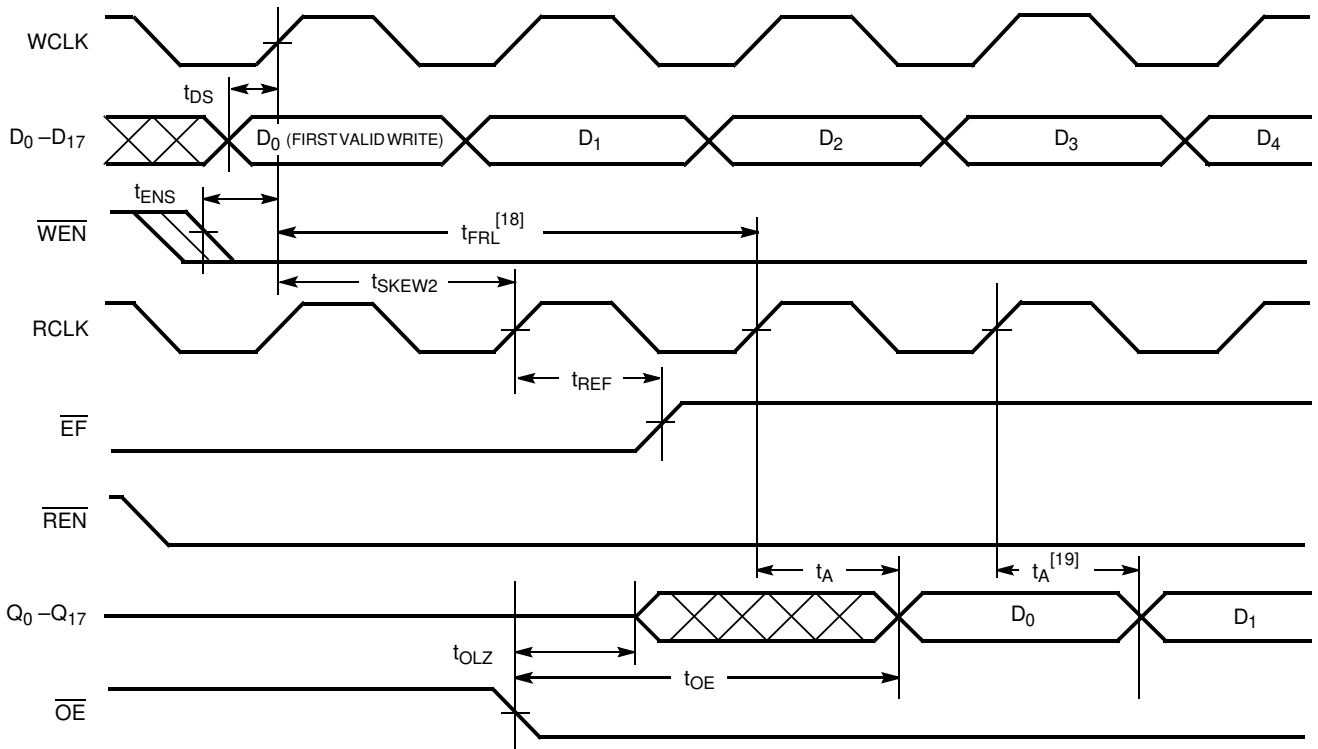 WCLK
tDS
D0 –D17
D0 (FIRST VALID WRITE)
D1
D2
D3
D4
tENS
WEN
tFRL[18]
tSKEW2
RCLK
tREF
EF
REN
tA
tA[19]
Q0 –Q17
D0
D1
tOLZ
tOE
OE